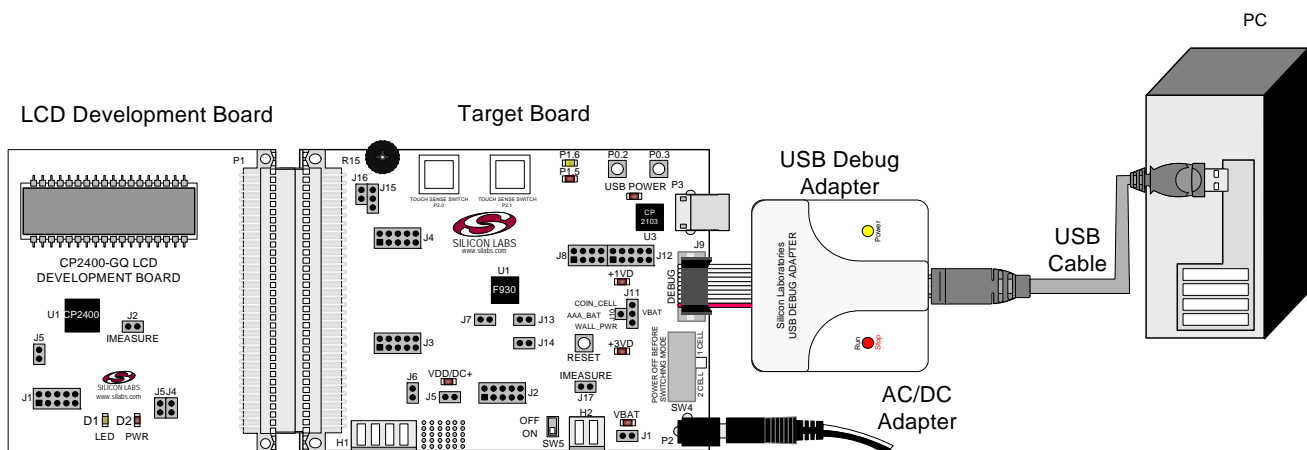 PC
LCD Development Board
Target Board
USB Debug
Adapter
USB
Cable
AC/DC
Adapter
P1
CP2400-GQ LCD
DEVELOPMENT BOARD
U1
CP2400
J2
IMEASURE
J5
SILICON LABS
www.silabs.com
J1
J5
J4
D1
D2
LED
PWR
R15
J16
J15
TOUCH SENSE SWITCH
P2.0
TOUCH SENSE SWITCH
P2.1
P1.6
P1.5
P0.2
P0.3
USB POWER
P3
CP
2103
U3
J4
SILICON LABS
www.silabs.com
J8
J12
J9
DEBUG
+1VD
U1
F930
J11
COIN_CELL
AAA_BAT
WALL_PWR
J10
VBAT
J7
J13
J3
J14
RESET
+3VD
POWER OFF BEFORE
SWITCHING MODE
2 CELL
1 CELL
SW4
VDD/DC+
J6
J5
J2
IMEASURE
J17
H1
OFF
ON
SW5
H2
VBAT
J1
P2
Silicon Laboratories
USB DEBUG ADAPTER
Power
Run
Stop